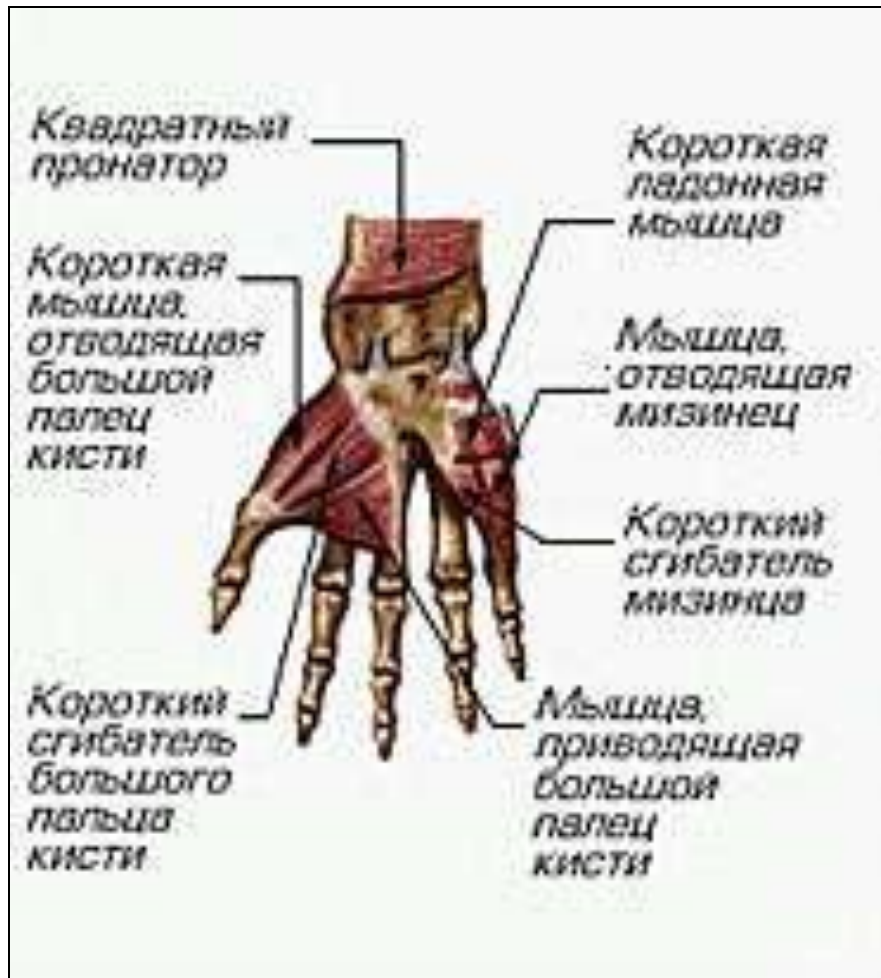 Квадратный
пронатор
Короткая
мышца,
отводящая
большой
палец
кисти
Короткий
сгибатель
большого
пальца
кисти
Короткая
ладонная
мышца
Мышца,
отводящая
мизинец
Короткий
сгибатель
мизинца
Мышца,
приводящая
большой
палец
кисти